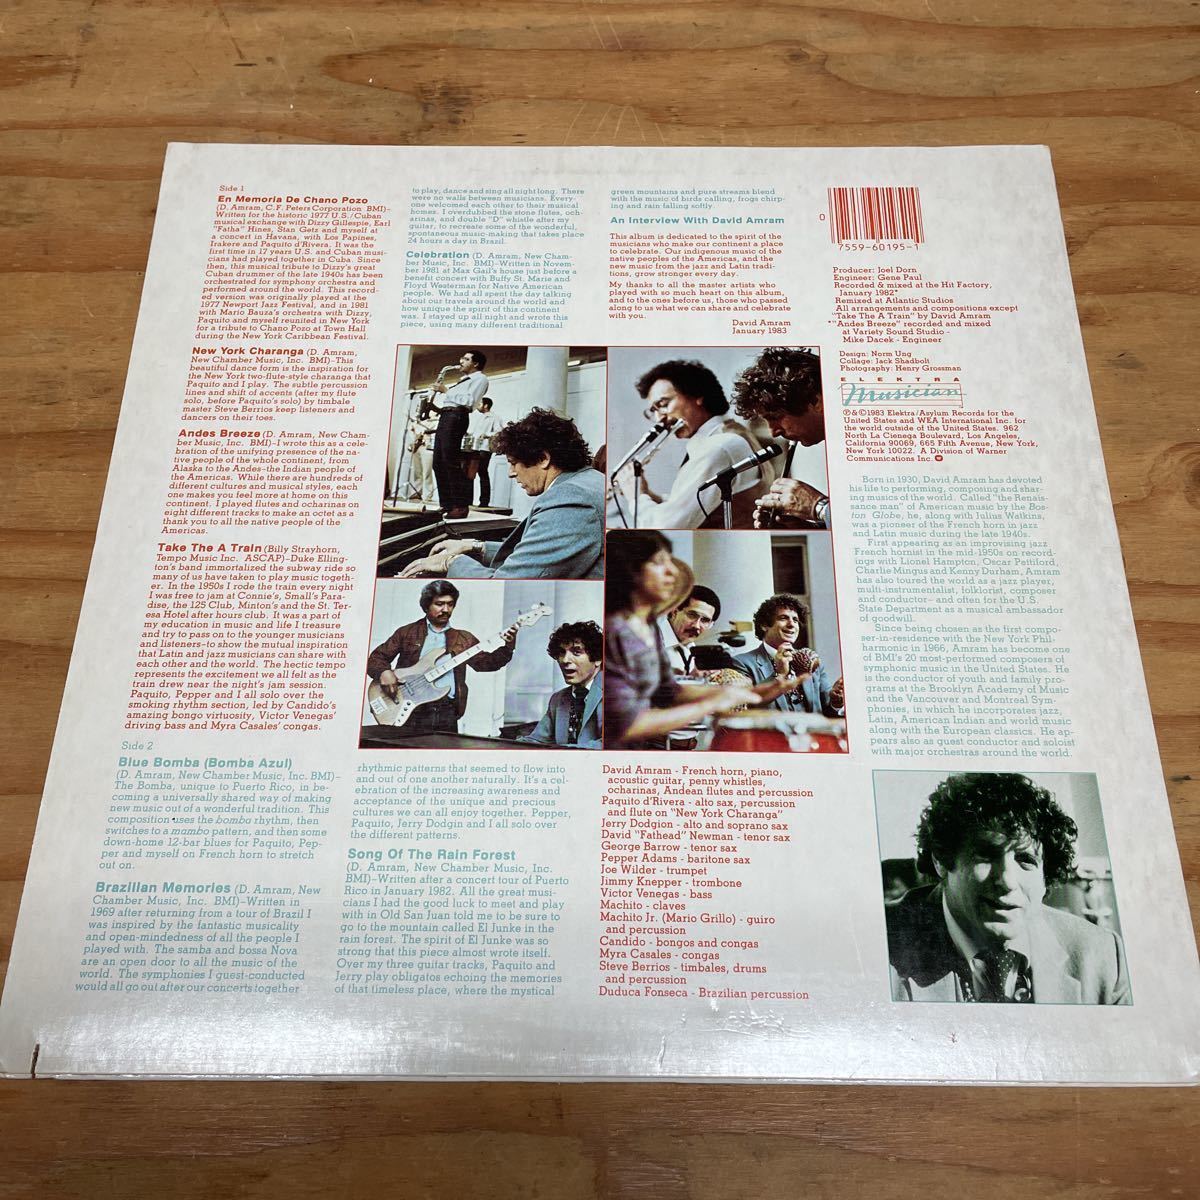 Side 1
En Memoria De Chano Pozo
(D. Amram, C.F. Peters Corporation BMI)–
Written for the historic 1977 U.S./Cuban
musical exchange with Dizzy Gillespie, Earl
"Fatha" Hines, Stan Getz and myself at
a concert in Havana, with Los Papines,
Irakere and Paquito d'Rivera. It was the
first time in 17 years U.S. and Cuban musi-
cians had played together in Cuba. Since
then, this musical tribute to Dizzy's great
Cuban drummer of the late 1940s has been
orchestrated for symphony orchestra and
performed around the world. This record-
ed version was originally played at the
1977 Newport Jazz Festival, and in 1981
with Mario Bauza's orchestra with Dizzy,
Paquito and myself reunited in New York
for a tribute to Chano Pozo at Town Hall
during the New York Caribbean Festival.
New York Charanga (D. Amram,
New Chamber Music, Inc. BMI)–This
beautiful dance form is the inspiration for
the New York two-flute-style charanga that
Paquito and I play. The subtle percussion
lines and shift of accents (after my flute
solo, before Paquito's solo) by timbale
master Steve Berrios keep listeners and
dancers on their toes.
Andes Breeze (D. Amram, New Cham-
ber Music, Inc. BMI)–I wrote this as a cele-
bration of the unifying presence of the na-
tive people of the whole continent, from
Alaska to the Andes–the Indian people of
the Americas. While there are hundreds of
different cultures and musical styles, each
one makes you feel more at home on this
continent. I played flutes and ocharinas on
eight different tracks to make an octet as a
thank you to all the native people of the
Americas.
Take The A Train (Billy Strayhorn,
Tempo Music Inc. ASCAP)–Duke Elling-
ton's band immortalized the subway ride so
many of us have taken to play music togeth-
er. In the 1950s I rode the train every night
I was free to jam at Connie's, Small's Para-
dise, the 125 Club, Minton's and the St. Ter-
esa Hotel after hours club. It was a part of
my education in music and life I treasure
and try to pass on to the younger musicians
and listeners–to show the mutual inspiration
that Latin and jazz musicians can share with
each other and the world. The hectic tempo
represents the excitement we all felt as the
train drew near the night's jam session.
Paquito, Pepper and I all solo over the
smoking rhythm section, led by Candido's
amazing bongo virtuosity, Victor Venegas'
driving bass and Myra Casales' congas.
Side 2
Blue Bomba (Bomba Azul)
(D. Amram, New Chamber Music, Inc. BMI)–
The Bomba, unique to Puerto Rico, in be-
coming a universally shared way of making
new music out of a wonderful tradition. This
composition uses the bombo rhythm, then
switches to a mambo pattern, and then some
down-home 12-bar blues for Paquito, Pep-
per and myself on French horn to stretch
out on.
Brazilian Memories (D. Amram, New
Chamber Music, Inc. BMI)–Written in
1969 after returning from a tour of Brazil I
was inspired by the fantastic musicality
and open-mindedness of all the people I
played with. The samba and bossa Nova
are an open door to all the music of the
world. The symphonies I guest-conducted
would all go out after our concerts together
to play, dance and sing all night long. There
were no walls between musicians. Every-
one welcomed each other to their musical
homes. I overdubbed the stone flutes, och-
arinas, and double "D" whistle after my
guitar, to recreate some of the wonderful,
spontaneous music-making that takes place
24 hours a day in Brazil.
Celebration (D. Amram, New Cham-
ber Music, Inc. BMI)–Written in Novem-
ber 1981 at Max Gail's house just before a
benefit concert with Buffy St. Marie and
Floyd Westerman for Native American
people. We had all spent the day talking
about our travels around the world and
how unique the spirit of this continent
was. I stayed up all night and wrote this
piece, using many different traditional
rhythmic patterns that seemed to flow into
and out of one another naturally. It's a cel-
ebration of the increasing awareness and
acceptance of the unique and precious
cultures we can all enjoy together. Pepper,
Paquito, Jerry Dodgin and I all solo over
the different patterns.
Song Of The Rain Forest
(D. Amram, New Chamber Music, Inc.
BMI)–Written after a concert tour of Puerto
Rico in January 1982. All the great musi-
cians I had the good luck to meet and play
with in Old San Juan told me to be sure to
go to the mountain called El Junke in the
rain forest. The spirit of El Junke was so
strong that this piece almost wrote itself.
Over my three guitar tracks, Paquito and
Jerry play obligatos echoing the memories
of that timeless place, where the mystical
green mountains and pure streams blend
with the music of birds calling, frogs chirp-
ing and rain falling softly.
An Interview With David Amram
This album is dedicated to the spirit of the
musicians who make our continent a place
to celebrate. Our indigenous music of the
native peoples of the Americas, and the
new music from the jazz and Latin tradi-
tions, grow stronger every day.
My thanks to all the master artists who
played with so much heart on this album,
and to the ones before us, those who passed
along to us what we can share and celebrate
with you.
David Amram
January 1983
David Amram - French horn, piano,
acoustic guitar, penny whistles,
ocharinas, Andean flutes and percussion
Paquito d'Rivera - alto sax, percussion
and flute on "New York Charanga"
Jerry Dodgion - alto and soprano sax
David "Fathead" Newman - tenor sax
George Barrow - tenor sax
Pepper Adams - baritone sax
Joe Wilder - trumpet
Jimmy Knepper - trombone
Victor Venegas - bass
Machito - claves
Machito Jr. (Mario Grillo) - guiro
and percussion
Candido - bongos and congas
Myra Casales - congas
Steve Berrios - timbales, drums
and percussion
Duduca Fonseca - Brazilian percussion
0
7559-60195-1
Producer: Joel Dorn
Engineer: Gene Paul
Recorded & mixed at the Hit Factory,
January 1982*
Remixed at Atlantic Studios
All arrangements and compositions except
"Take The A Train" by David Amram
*"Andes Breeze" recorded and mixed
at Variety Sound Studio -
Mike Dacek - Engineer
Design: Norm Ung
Collage: Jack Shadbolt
Photography: Henry Grossman
ELEKTRA
Musician
℗&©1983 Elektra/Asylum Records for the
United States and WEA International Inc. for
the world outside of the United States. 962
North La Cienega Boulevard, Los Angeles,
California 90069, 665 Fifth Avenue, New York,
New York 10022. A Division of Warner
Communications Inc.
Born in 1930, David Amram has devoted
his life to performing, composing and shar-
ing musics of the world. Called "the Renais-
sance man" of American music by the Bos-
ton Globe, he, along with Julius Watkins,
was a pioneer of the French horn in jazz
and Latin music during the late 1940s.
First appearing as an improvising jazz
French hornist in the mid-1950s on record-
ings with Lionel Hampton, Oscar Pettiford,
Charlie Mingus and Kenny Durham, Amram
has also toured the world as a jazz player,
multi-instrumentalist, folklorist, composer
and conductor– and often for the U.S.
State Department as a musical ambassador
of goodwill.
Since being chosen as the first compo-
ser-in-residence with the New York Phil-
harmonic in 1966, Amram has become one
of BMI's 20 most-performed composers of
symphonic music in the United States. He
is the conductor of youth and family pro-
grams at the Brooklyn Academy of Music
and the Vancouver and Montreal Sym-
phonies, in which he incorporates jazz,
Latin, American Indian and world music
along with the European classics. He ap-
pears also as guest conductor and soloist
with major orchestras around the world.